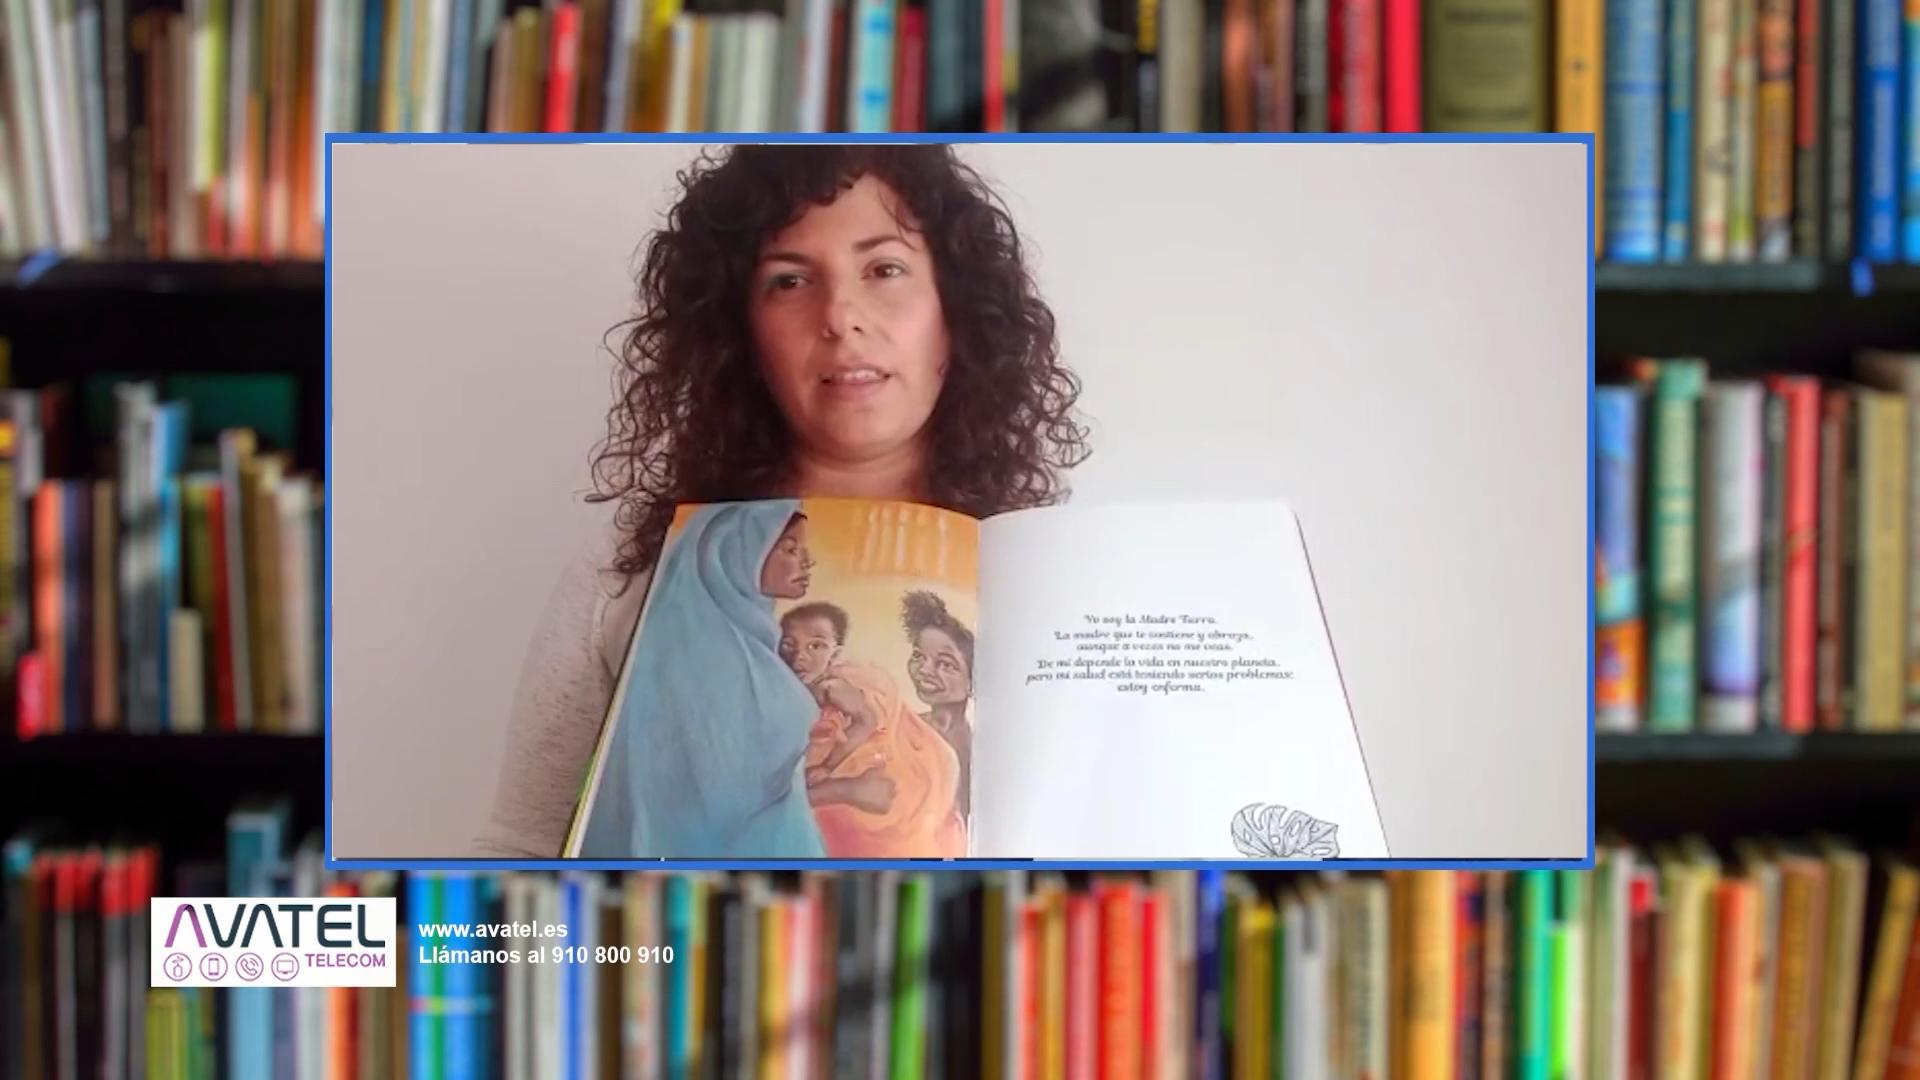 Yo soy la Madre Tierra.
La madre que te sostiene y abraza,
aunque a veces no me veas.
De mí depende la vida en nuestro planeta,
pero mi salud está teniendo serios problemas:
estoy enferma.
AVATEL
TELECOM
www.avatel.es
Llámanos al 910 800 910